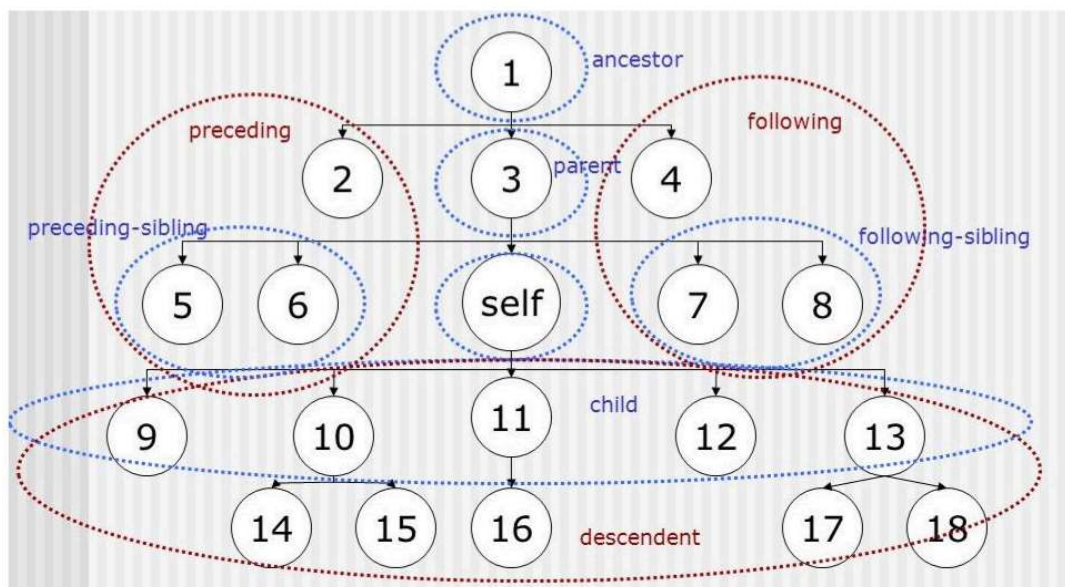 1
ancestor
preceding
following
2
3
parent
4
preceding-sibling
following-sibling
5
6
self
7
8
child
9
10
11
12
13
14
15
16
17
18
descendent